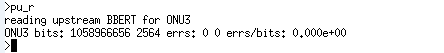 >pu_r
reading upstream BBERT for ONU3
ONU3 bits: 1058966656 2564 errs: 0 0 errs/bits: 0.000e+00
>